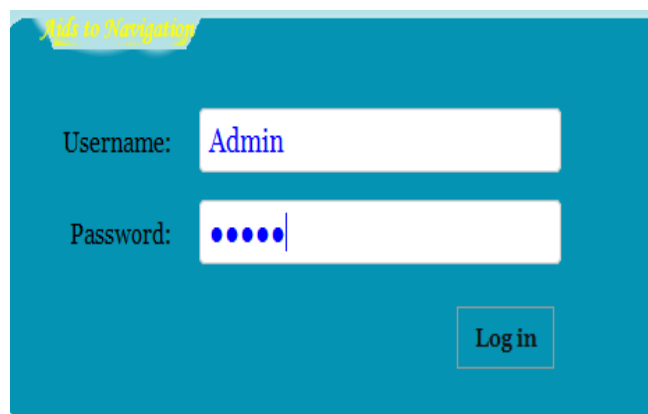 Aids to Navigation
Username: Admin
Password: •••••
Log in